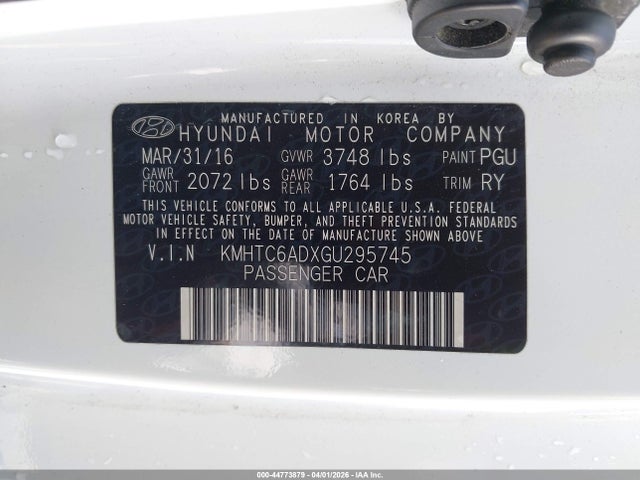 MANUFACTURED IN KOREA BY
HYUNDAI MOTOR COMPANY
MAR/31/16 GVWR 3748 lbs PAINT PGU
GAWR FRONT 2072 lbs GAWR REAR 1764 lbs TRIM RY
THIS VEHICLE CONFORMS TO ALL APPLICABLE U.S.A. FEDERAL
MOTOR VEHICLE SAFETY, BUMPER, AND THEFT PREVENTION STANDARDS
IN EFFECT ON THE DATE OF MANUFACTURE SHOWN ABOVE
V.I.N KMHTC6ADXGU295745
PASSENGER CAR
000-44773879 - 04/01/2026 - IAA Inc.